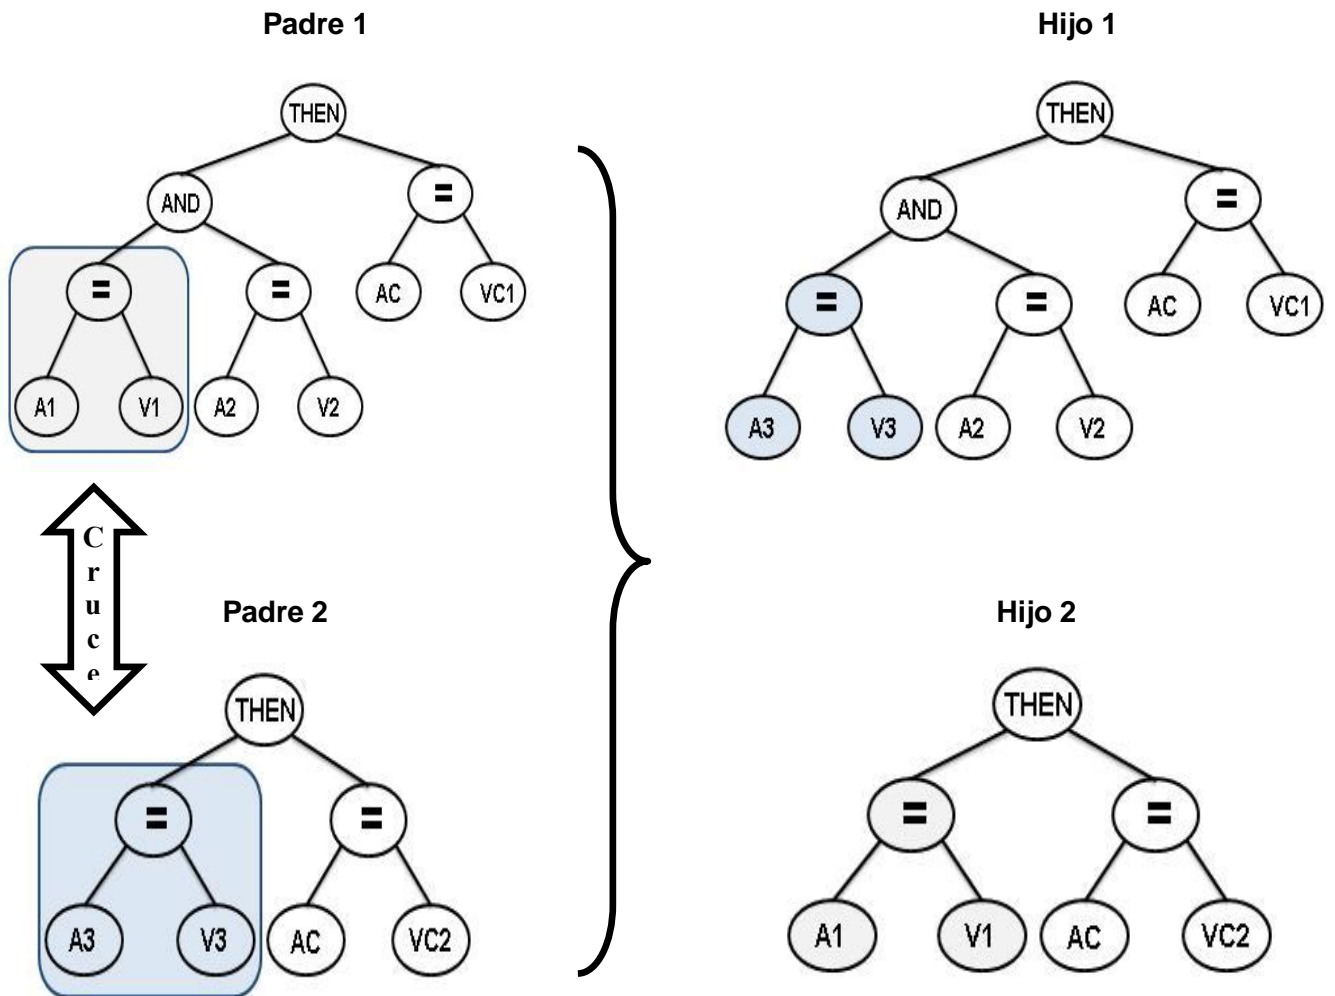 Padre 1
THEN
AND
=
=
=
AC
VC1
A1
V1
A2
V2
C
r
u
c
e
Padre 2
THEN
=
=
A3
V3
AC
VC2
Hijo 1
THEN
AND
=
=
=
AC
VC1
A3
V3
A2
V2
Hijo 2
THEN
=
=
A1
V1
AC
VC2